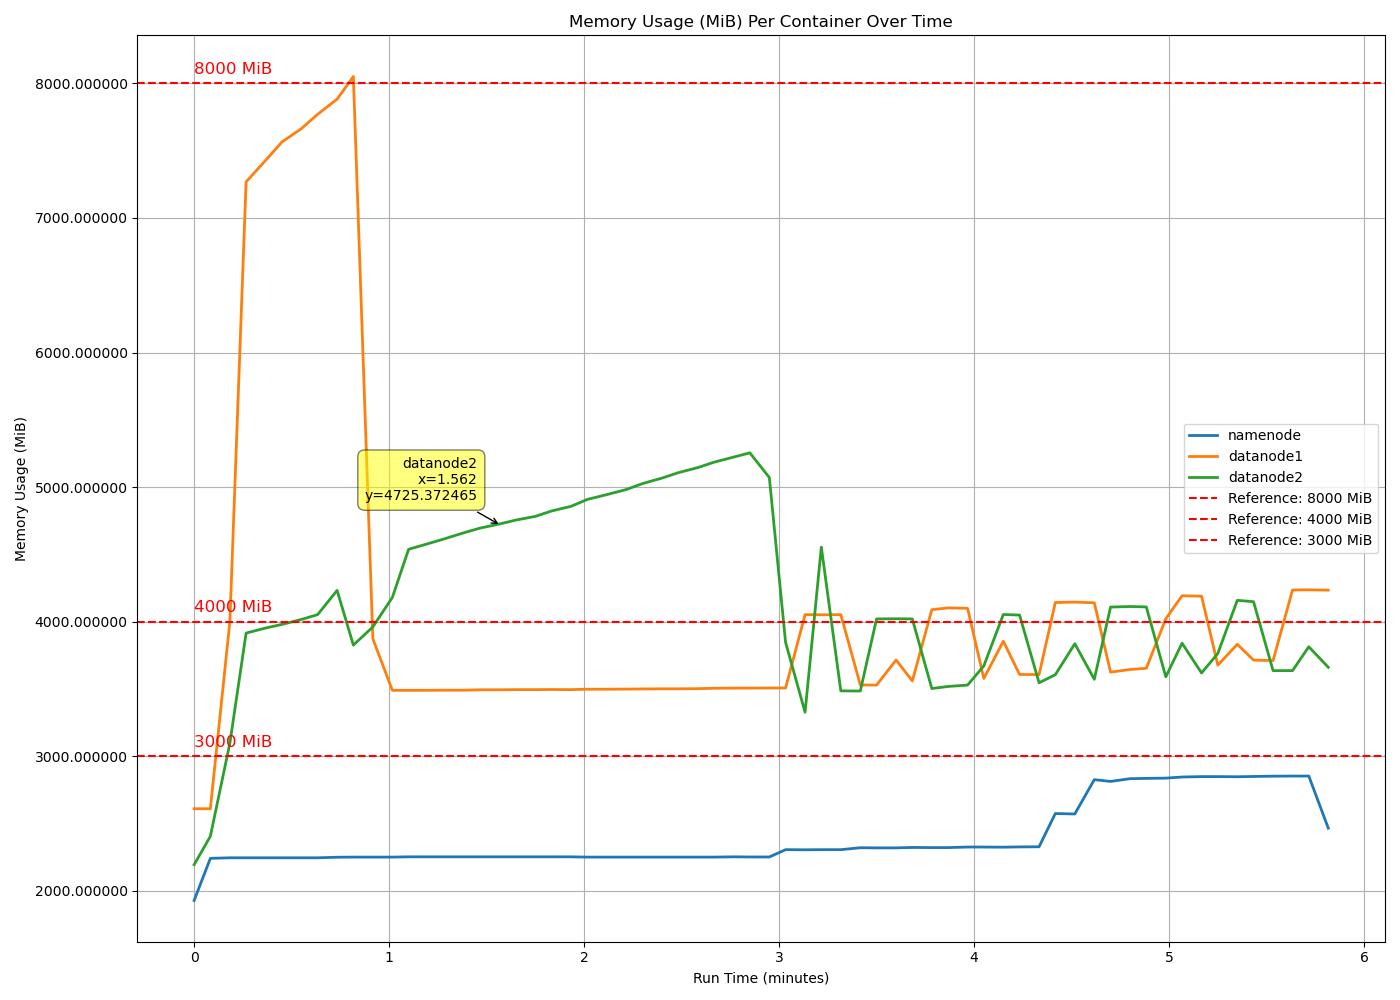 Memory Usage (MiB) Per Container Over Time
Memory Usage (MiB)
8000.000000
7000.000000
6000.000000
5000.000000
4000.000000
3000.000000
2000.000000
8000 MiB
4000 MiB
3000 MiB
datanode2
x=1.562
y=4725.372465
namenode
datanode1
datanode2
Reference: 8000 MiB
Reference: 4000 MiB
Reference: 3000 MiB
0 1 2 3 4 5 6
Run Time (minutes)